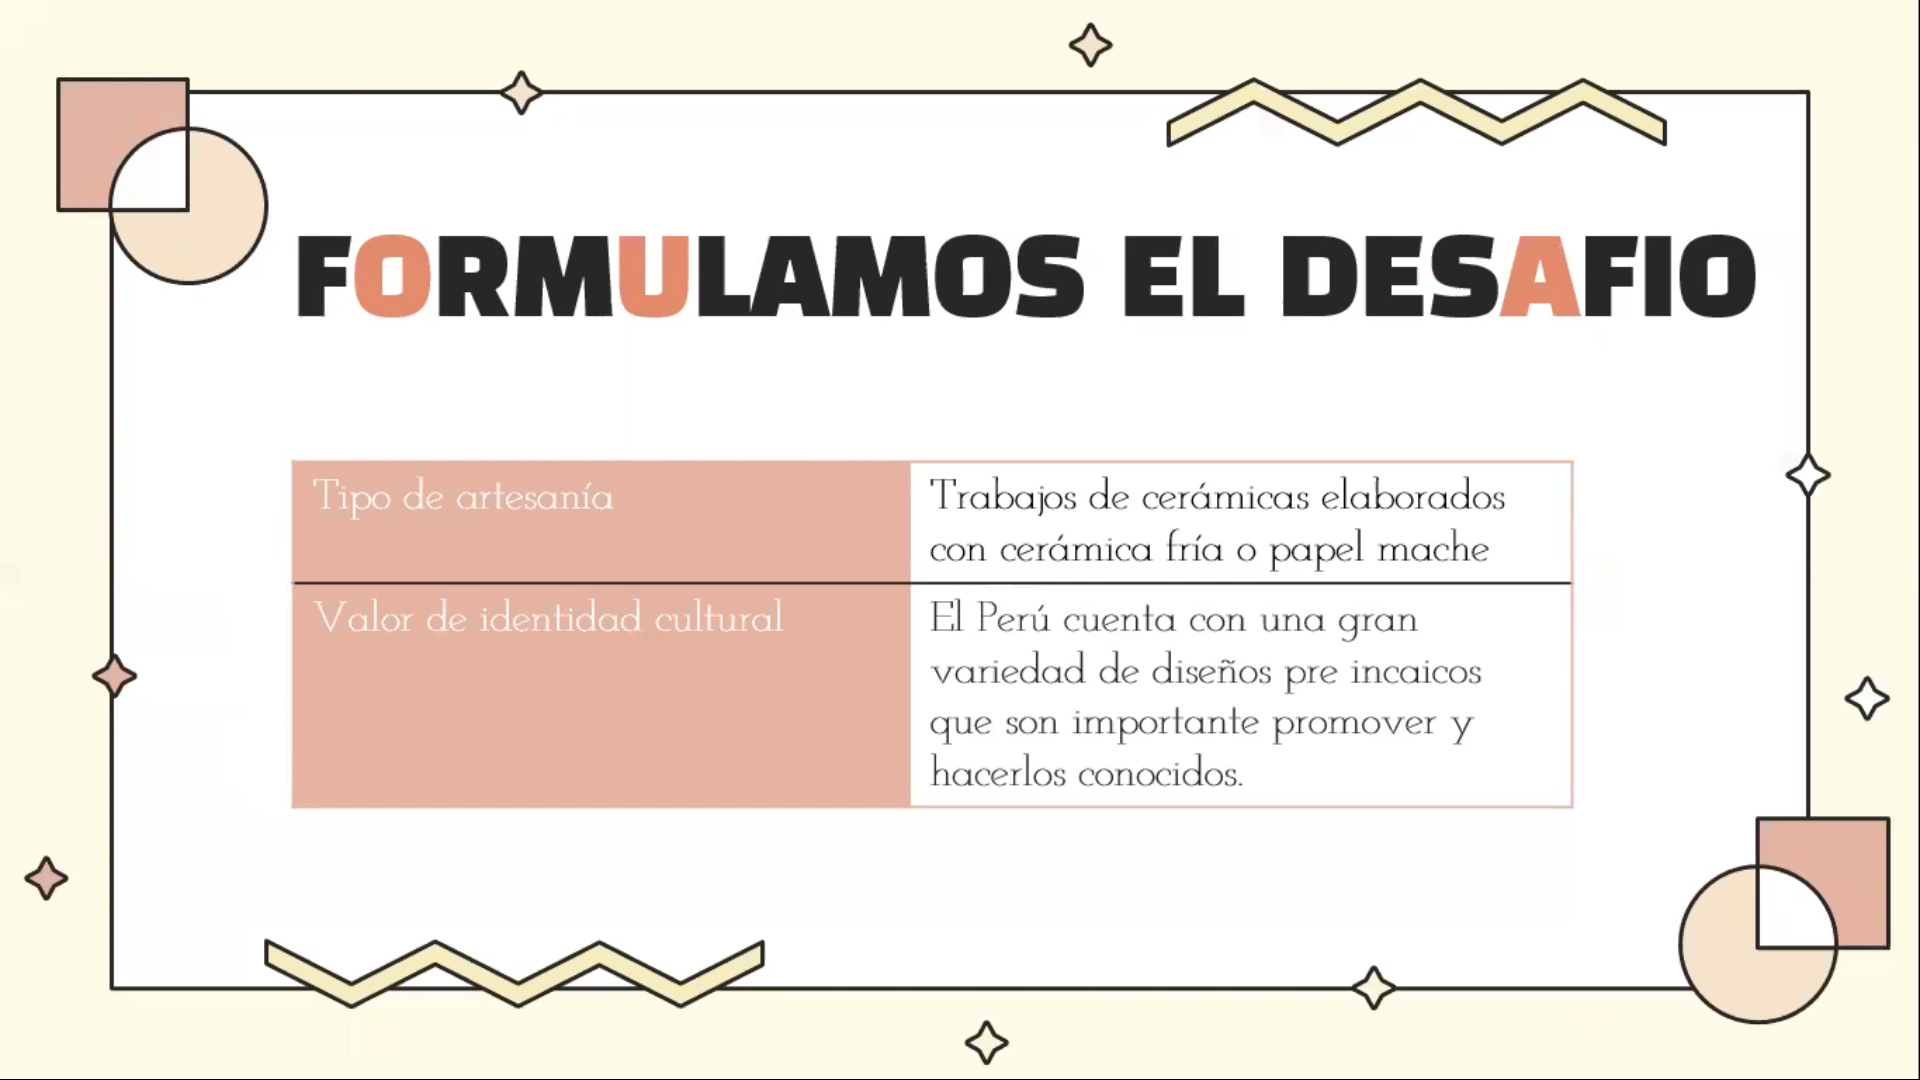 FORMULAMOS EL DESAFIO
Tipo de artesanía
Trabajos de cerámicas elaborados
con cerámica fría o papel mache
Valor de identidad cultural
El Perú cuenta con una gran
variedad de diseños pre incaicos
que son importante promover y
hacerlos conocidos.